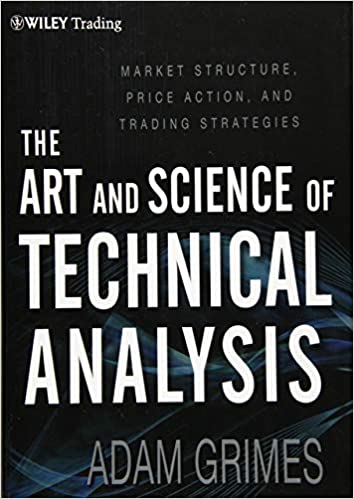 WILEY Trading
MARKET STRUCTURE,
PRICE ACTION, AND
TRADING STRATEGIES
THE
ART AND SCIENCE OF
TECHNICAL
ANALYSIS
ADAM GRIMES